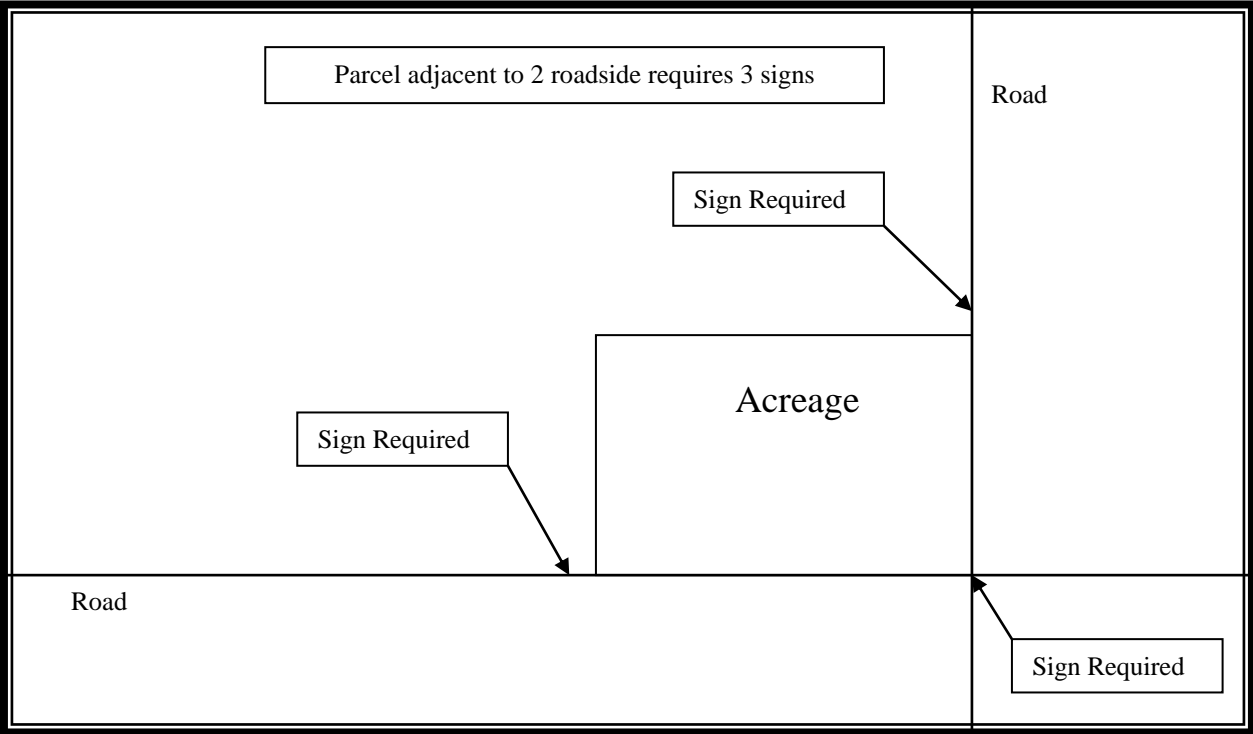 Parcel adjacent to 2 roadside requires 3 signs
Road
Sign Required
Acreage
Sign Required
Road
Sign Required